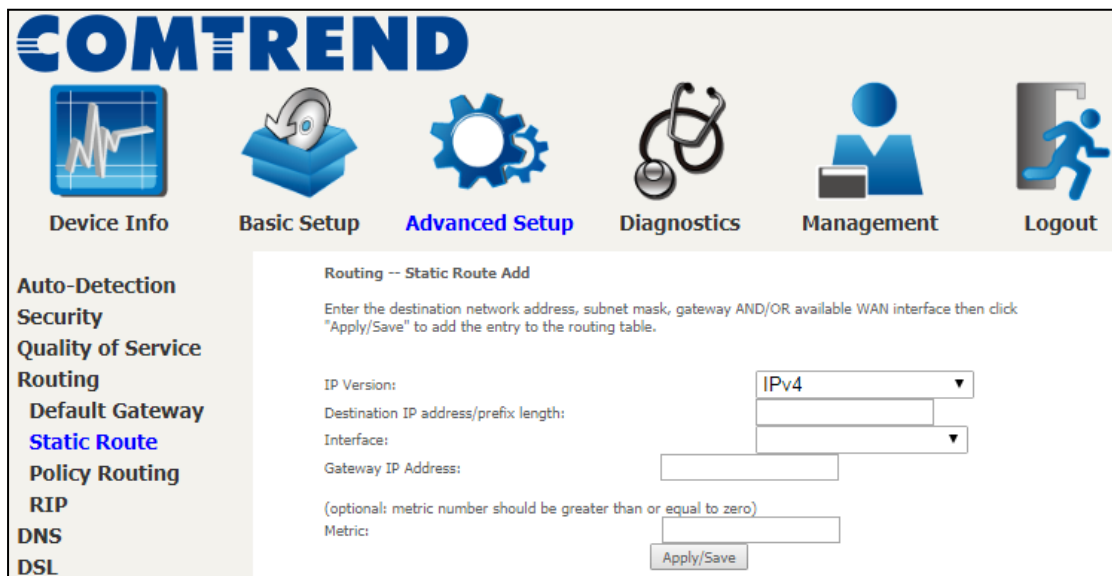 COMTREND
Device Info
Basic Setup
Advanced Setup
Diagnostics
Management
Logout
Auto-Detection
Security
Quality of Service
Routing
Default Gateway
Static Route
Policy Routing
RIP
DNS
DSL
Routing -- Static Route Add
Enter the destination network address, subnet mask, gateway AND/OR available WAN interface then click
"Apply/Save" to add the entry to the routing table.
IP Version:
IPv4
Destination IP address/prefix length:
Interface:
Gateway IP Address:
(optional: metric number should be greater than or equal to zero)
Metric:
Apply/Save